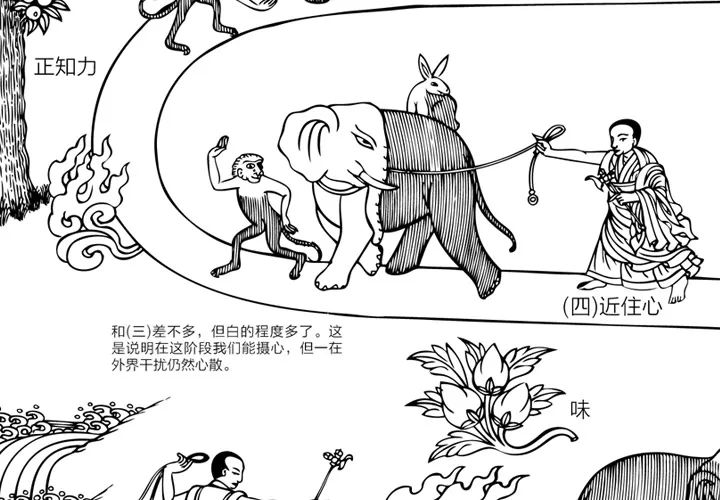 正知力
(四)近住心
和(三)差不多，但白的程度多了。这
是说明在这阶段我们能摄心，但一在
外界干扰仍然心散。
味